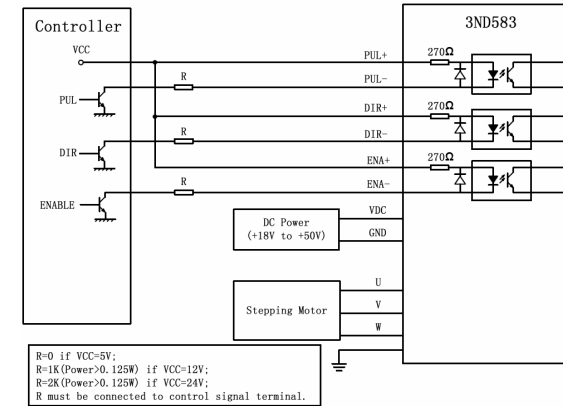 Controller
3ND583
VCC
PUL+
270Ω
R
PUL-
PUL
DIR+
270Ω
R
DIR-
DIR
ENA+
270Ω
R
ENA-
ENABLE
VDC
DC Power
(+18V to +50V)
GND
U
Stepping Motor
V
W
R=0 if VCC=5V;
R=1K(Power>0.125W) if VCC=12V;
R=2K(Power>0.125W) if VCC=24V;
R must be connected to control signal terminal.